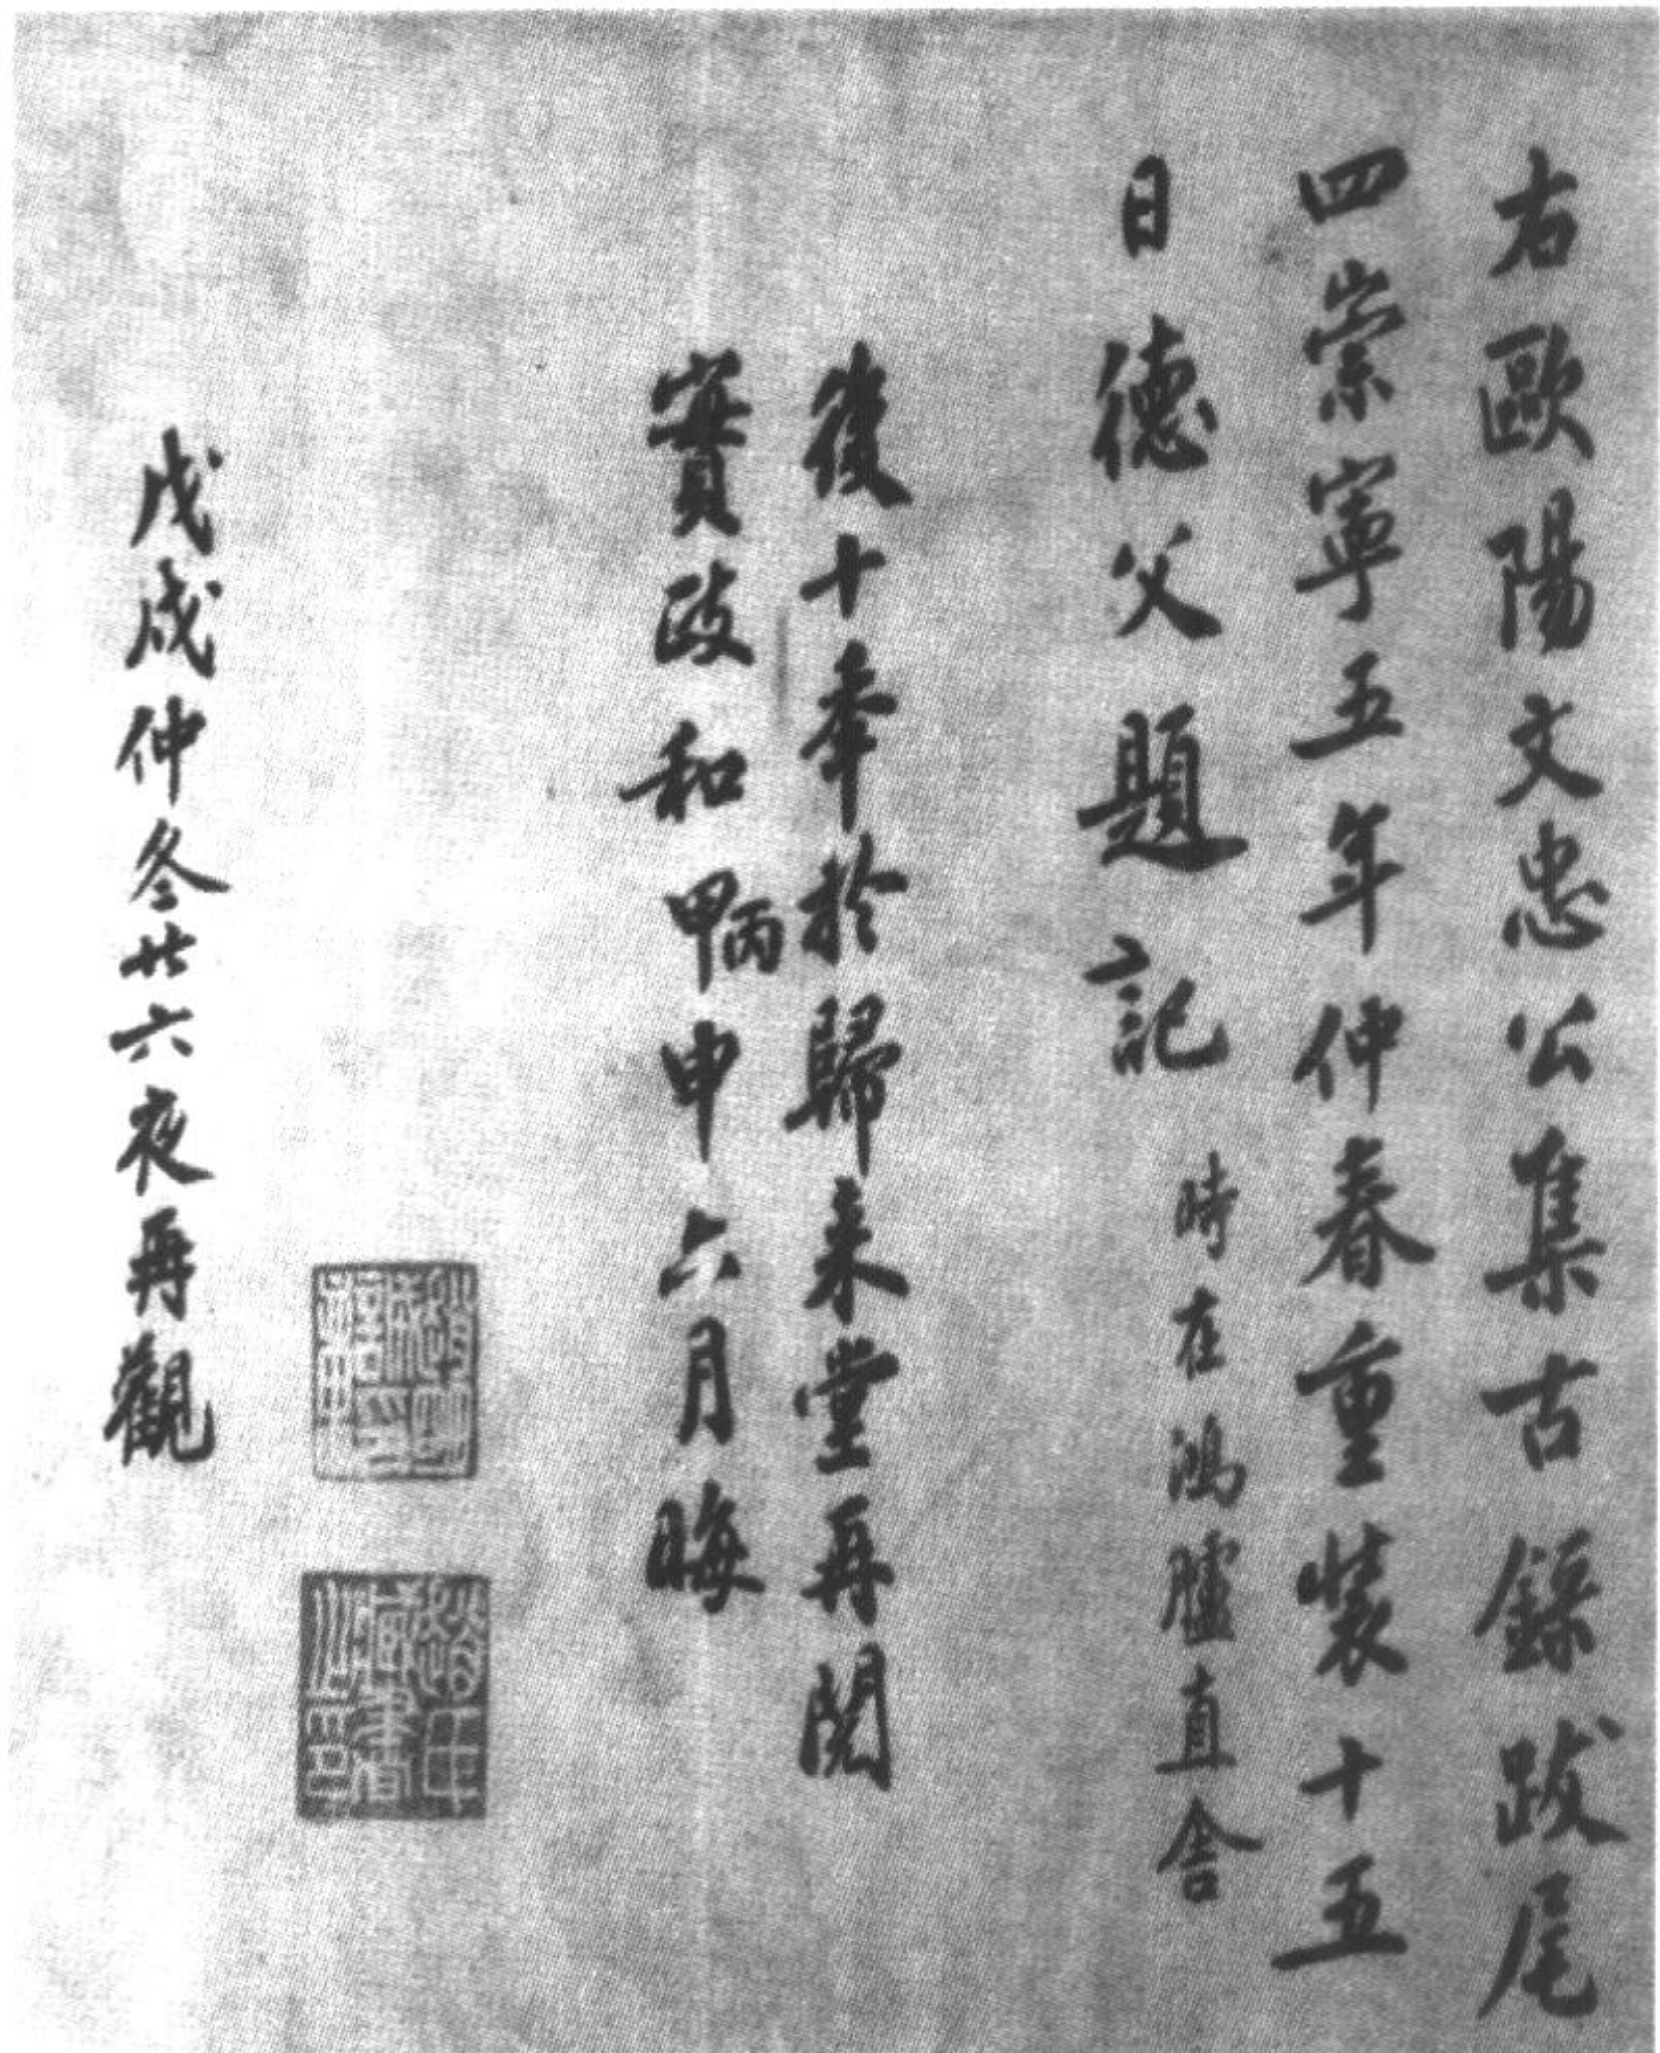 右歐陽文忠公集古錄跋尾
四崇寧五年仲春重裝十五
日德父題記 時在鴻臚直舍
後十年於歸来堂再閱
實政和甲丙申六月晦
戊戌仲冬廿六夜再觀